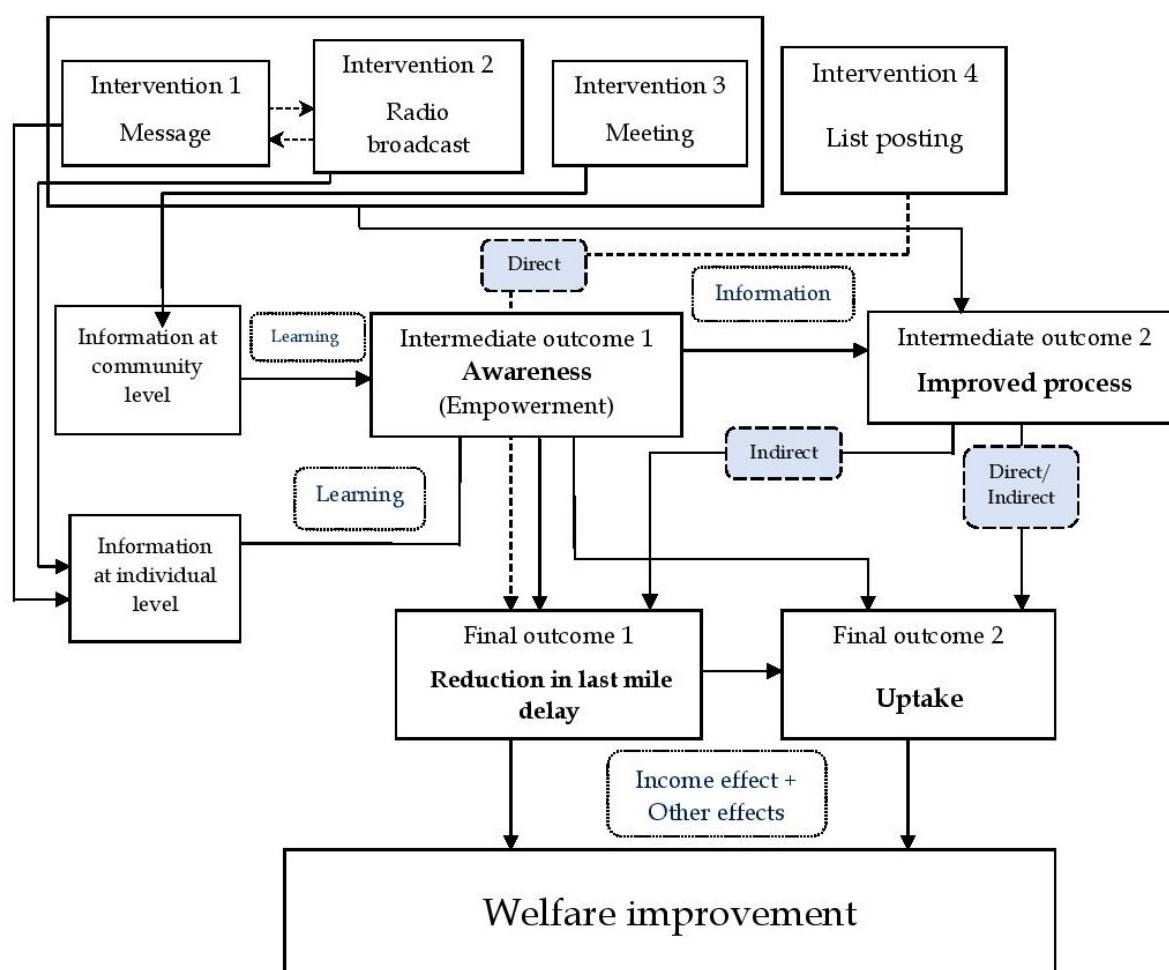 Intervention 1
Message
Intervention 2
Radio
broadcast
Intervention 3
Meeting
Intervention 4
List posting
Direct
Information
Information at
community
level
Learning
Intermediate outcome 1
Awareness
(Empowerment)
Intermediate outcome 2
Improved process
Indirect
Direct/
Indirect
Learning
Information
at individual
level
Final outcome 1
Reduction in last mile
delay
Final outcome 2
Uptake
Income effect +
Other effects
Welfare improvement